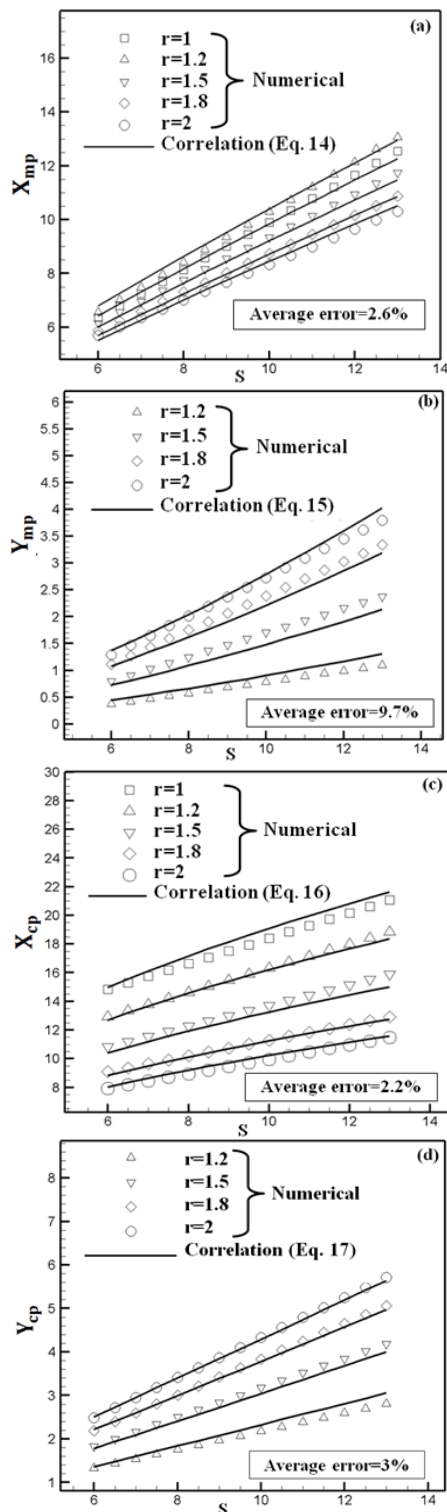 (a)
r=1
r=1.2
r=1.5
r=1.8
r=2
Numerical
Correlation (Eq. 14)
X_mp
16
14
12
10
8
6
Average error=2.6%
6 8 10 12 14
S
(b)
r=1.2
r=1.5
r=1.8
r=2
Numerical
Correlation (Eq. 15)
Y_mp
6
5.5
5
4.5
4
3.5
3
2.5
2
1.5
1
0.5
0
Average error=9.7%
6 8 10 12 14
S
(c)
r=1
r=1.2
r=1.5
r=1.8
r=2
Numerical
Correlation (Eq. 16)
X_cp
30
28
26
24
22
20
18
16
14
12
10
8
Average error=2.2%
6 8 10 12 14
S
(d)
r=1.2
r=1.5
r=1.8
r=2
Numerical
Correlation (Eq. 17)
Y_cp
8
7
6
5
4
3
2
1
Average error=3%
6 8 10 12 14
S